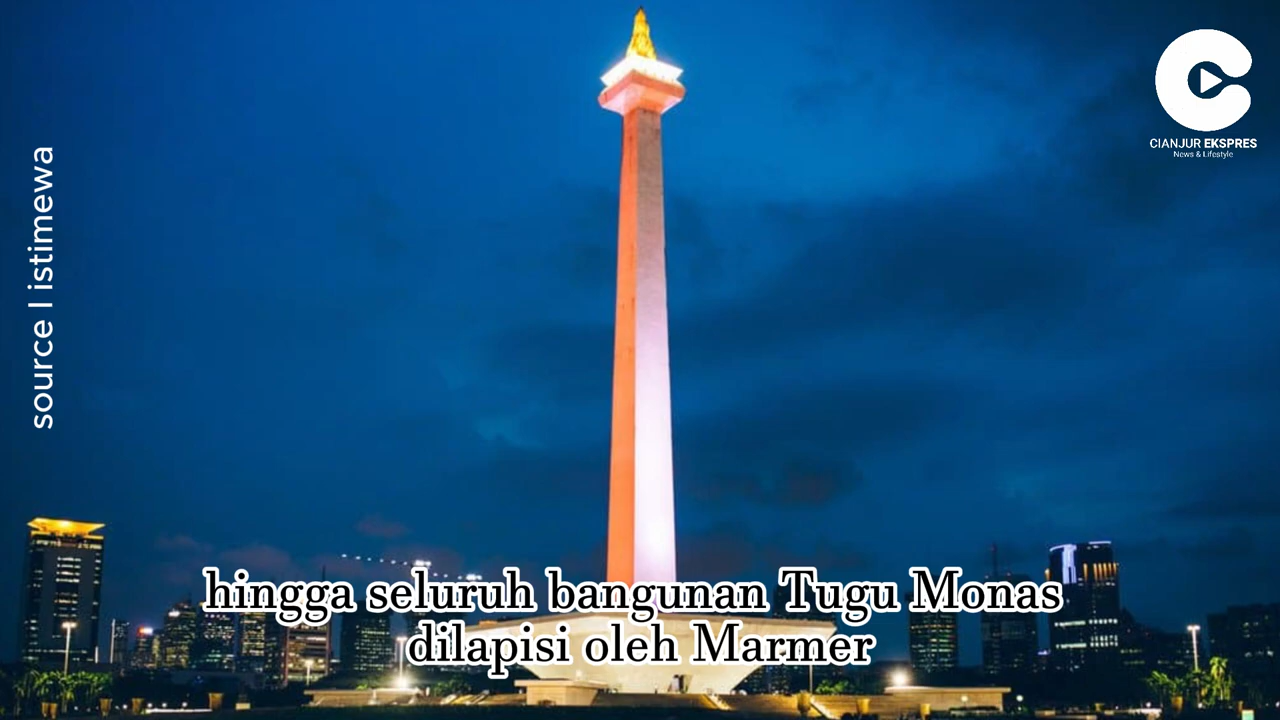 CIANJUR EKSPRES
News & Lifestyle
source | istimewa
hingga seluruh bangunan Tugu Monas
dilapisi oleh Marmer